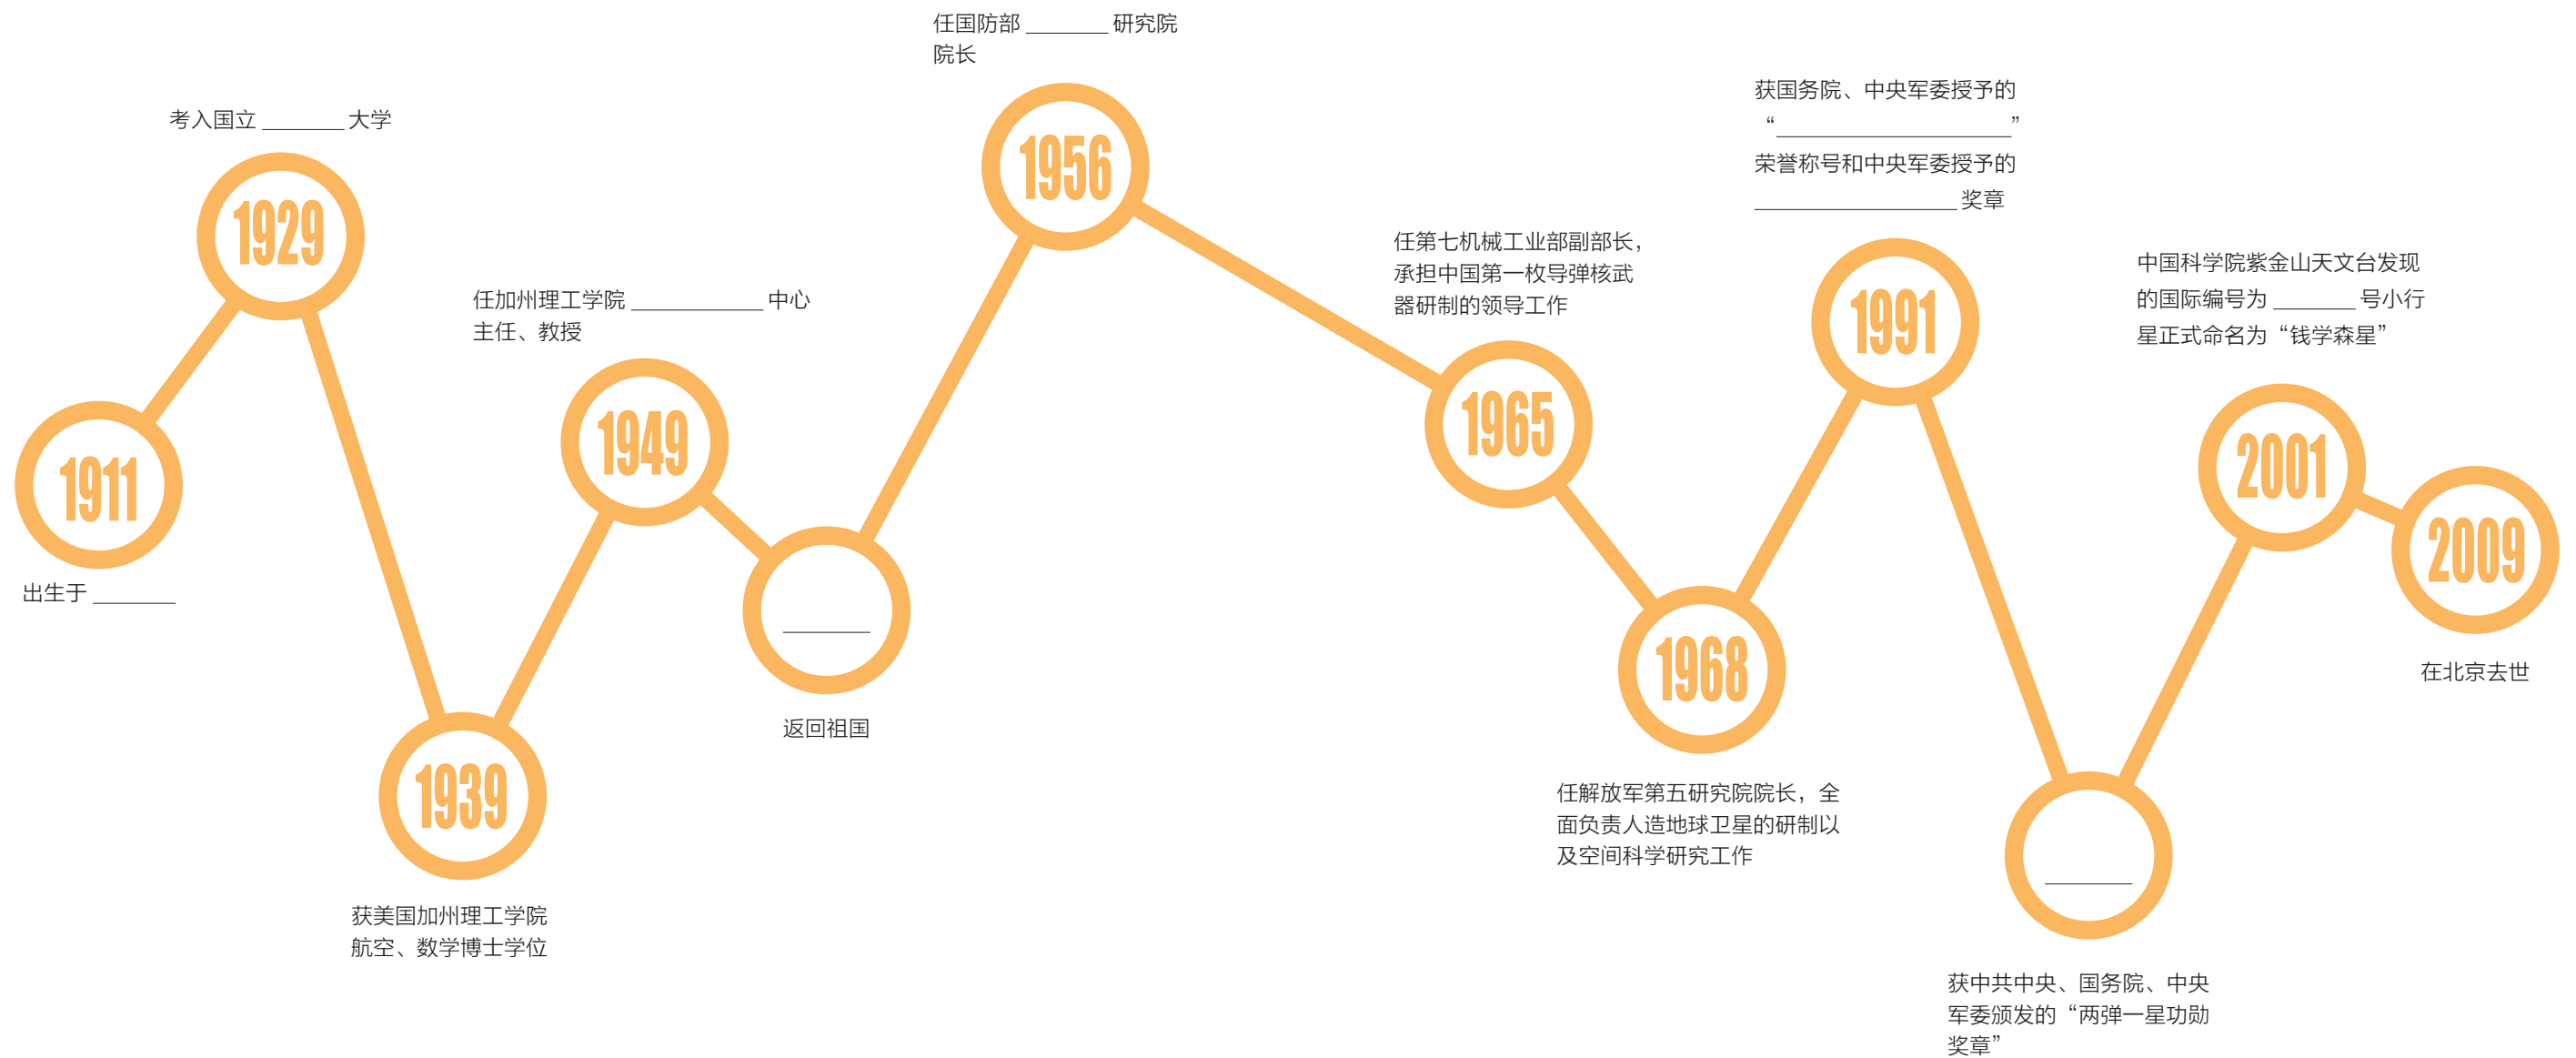 1911
出生于 ________
考入国立 ________ 大学
1929
1939
获美国加州理工学院
航空、数学博士学位
任加州理工学院 ____________ 中心
主任、教授
1949
________
返回祖国
任国防部 ________ 研究院
院长
1956
任第七机械工业部副部长，
承担中国第一枚导弹核武
器研制的领导工作
1965
1968
任解放军第五研究院院长，全
面负责人造地球卫星的研制以
及空间科学研究工作
获国务院、中央军委授予的
“______________________”
荣誉称号和中央军委授予的
___________________ 奖章
1991
________
获中共中央、国务院、中央
军委颁发的“两弹一星功勋
奖章”
中国科学院紫金山天文台发现
的国际编号为 ________ 号小行
星正式命名为“钱学森星”
2001
2009
在北京去世